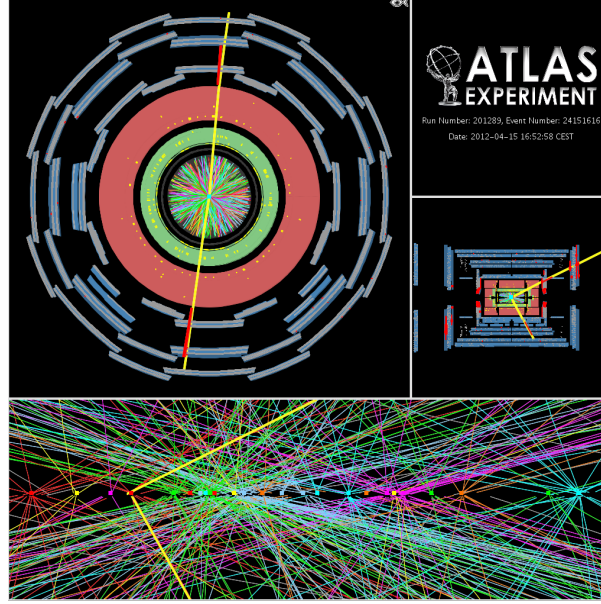 ATLAS
EXPERIMENT
Run Number: 201289, Event Number: 24151616
Date: 2012-04-15 16:52:58 CEST